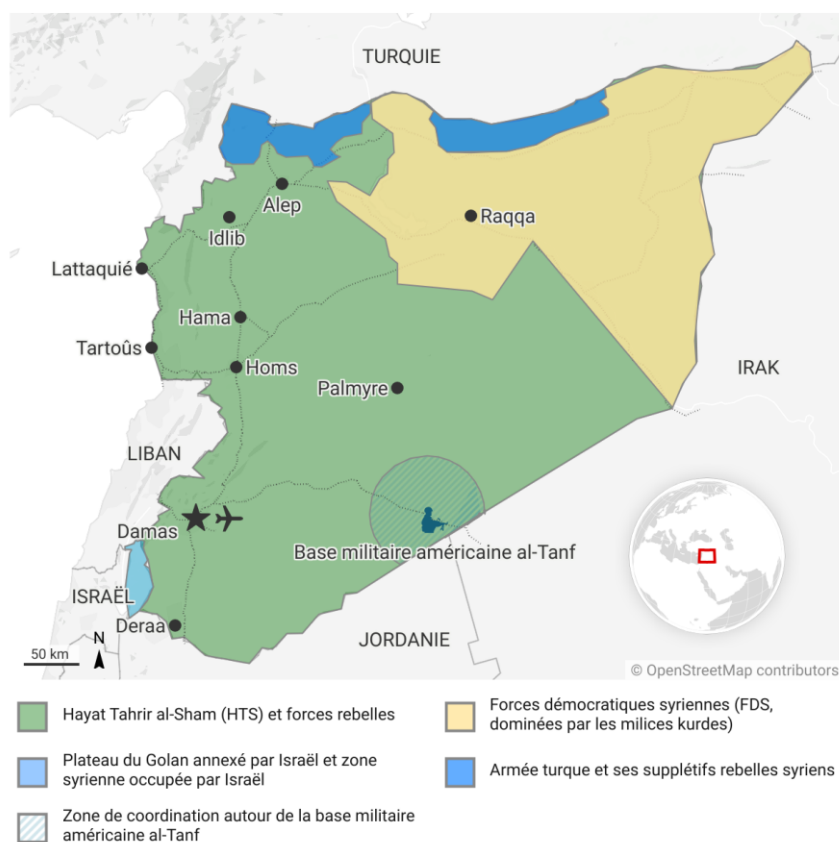 TURQUIE
Alep
Raqqa
Idlib
Lattaquié
Hama
Tartoûs
Homs
IRAK
Palmyre
LIBAN
Damas
Base militaire américaine al-Tanf
ISRAËL
Deraa
N
JORDANIE
50 km
© OpenStreetMap contributors
Hayat Tahrir al-Sham (HTS) et forces rebelles
Forces démocratiques syriennes (FDS,
dominées par les milices kurdes)
Plateau du Golan annexé par Israël et zone
syrienne occupée par Israël
Armée turque et ses supplétifs rebelles syriens
Zone de coordination autour de la base militaire
américaine al-Tanf